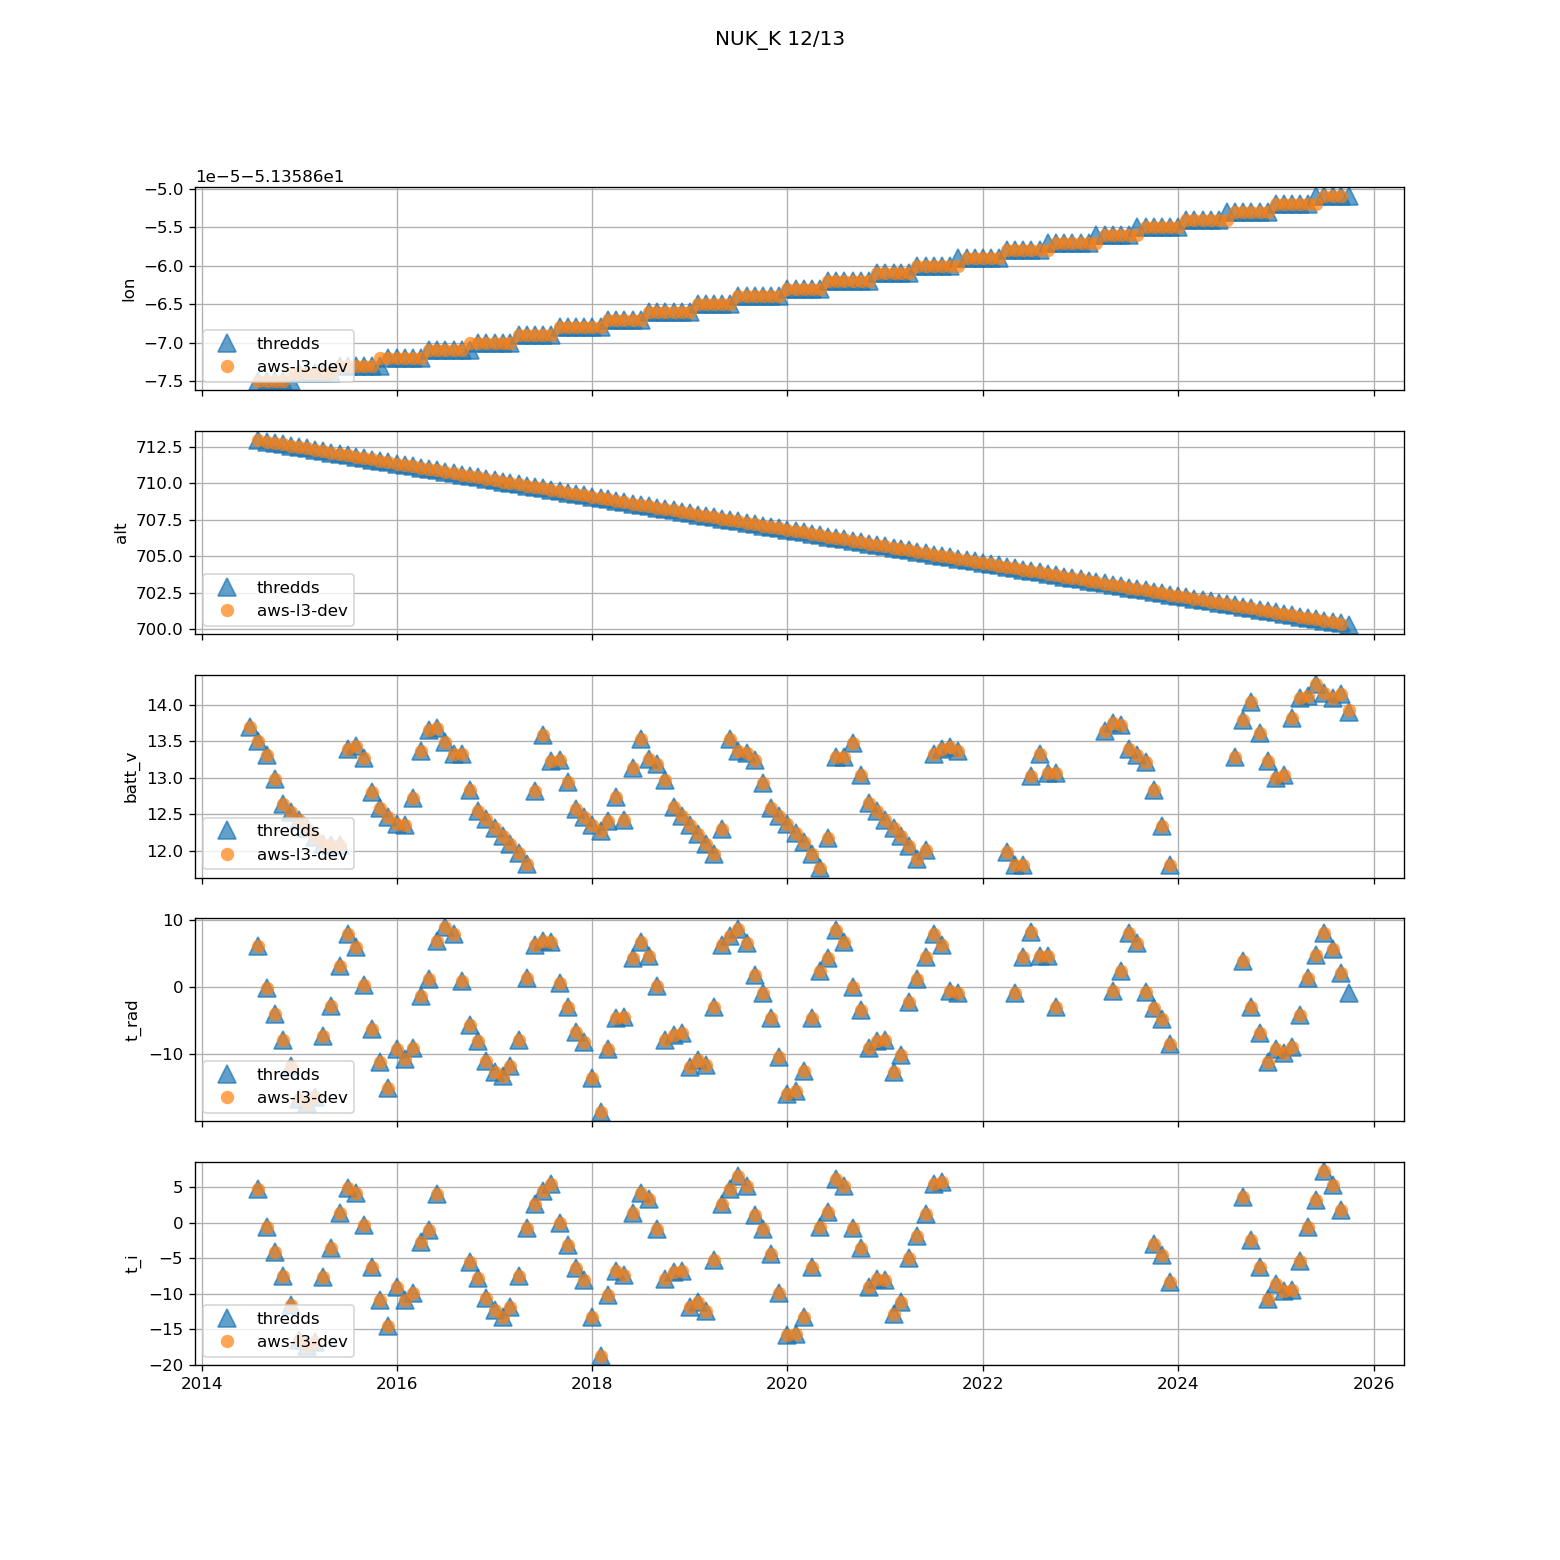 NUK_K 12/13
1e−5−5.13586e1
−5.0
−5.5
−6.0
−6.5
−7.0
−7.5
lon
thredds
aws-l3-dev
712.5
710.0
707.5
705.0
702.5
700.0
alt
thredds
aws-l3-dev
14.0
13.5
13.0
12.5
12.0
batt_v
thredds
aws-l3-dev
10
0
−10
t_rad
thredds
aws-l3-dev
5
0
−5
−10
−15
−20
t_i
thredds
aws-l3-dev
2014 2016 2018 2020 2022 2024 2026